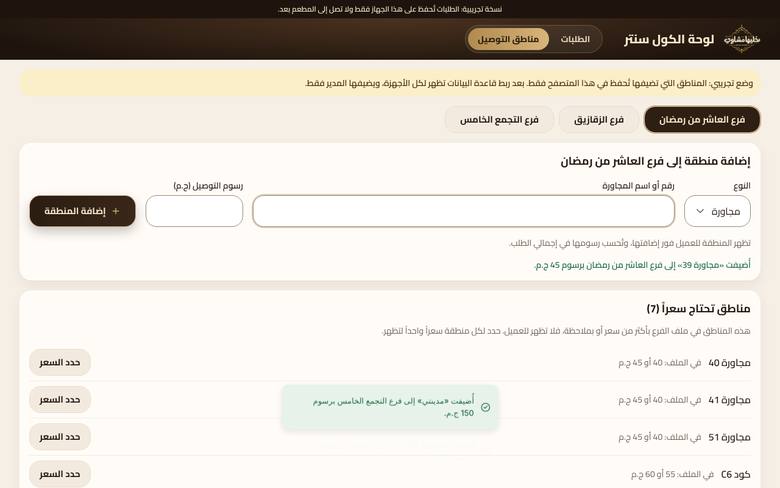 نسخة تجريبية: الطلبات تُحفظ على هذا الجهاز فقط ولا تصل إلى المطعم بعد.
لوحة الكول سنتر
الطلبات
مناطق التوصيل
وضع تجريبي: المناطق التي تضيفها تُحفظ في هذا المتصفح فقط. بعد ربط قاعدة البيانات تظهر لكل الأجهزة، ويضيفها المدير فقط.
فرع العاشر من رمضان
فرع الزقازيق
فرع التجمع الخامس
إضافة منطقة إلى فرع العاشر من رمضان
النوع
رقم أو اسم المجاورة
رسوم التوصيل (ج.م)
مجاورة
+ إضافة المنطقة
تظهر المنطقة للعميل فور إضافتها، وتُحسب رسومها في إجمالي الطلب.
أُضيفت «مجاورة 39» إلى فرع العاشر من رمضان برسوم 45 ج.م.
مناطق تحتاج سعراً (7)
هذه المناطق في ملف الفرع بأكثر من سعر أو بملاحظة، فلا تظهر للعميل. حدد لكل منطقة سعراً واحداً لتظهر.
مجاورة 40 في الملف: 40 أو 45 ج.م
حدد السعر
مجاورة 41 في الملف: 40 أو 45 ج.م
حدد السعر
أُضيفت «مدينتي» إلى فرع التجمع الخامس برسوم
150 ج.م.
مجاورة 51 في الملف: 40 أو 45 ج.م
حدد السعر
كود C6 في الملف: 55 أو 60 ج.م
حدد السعر